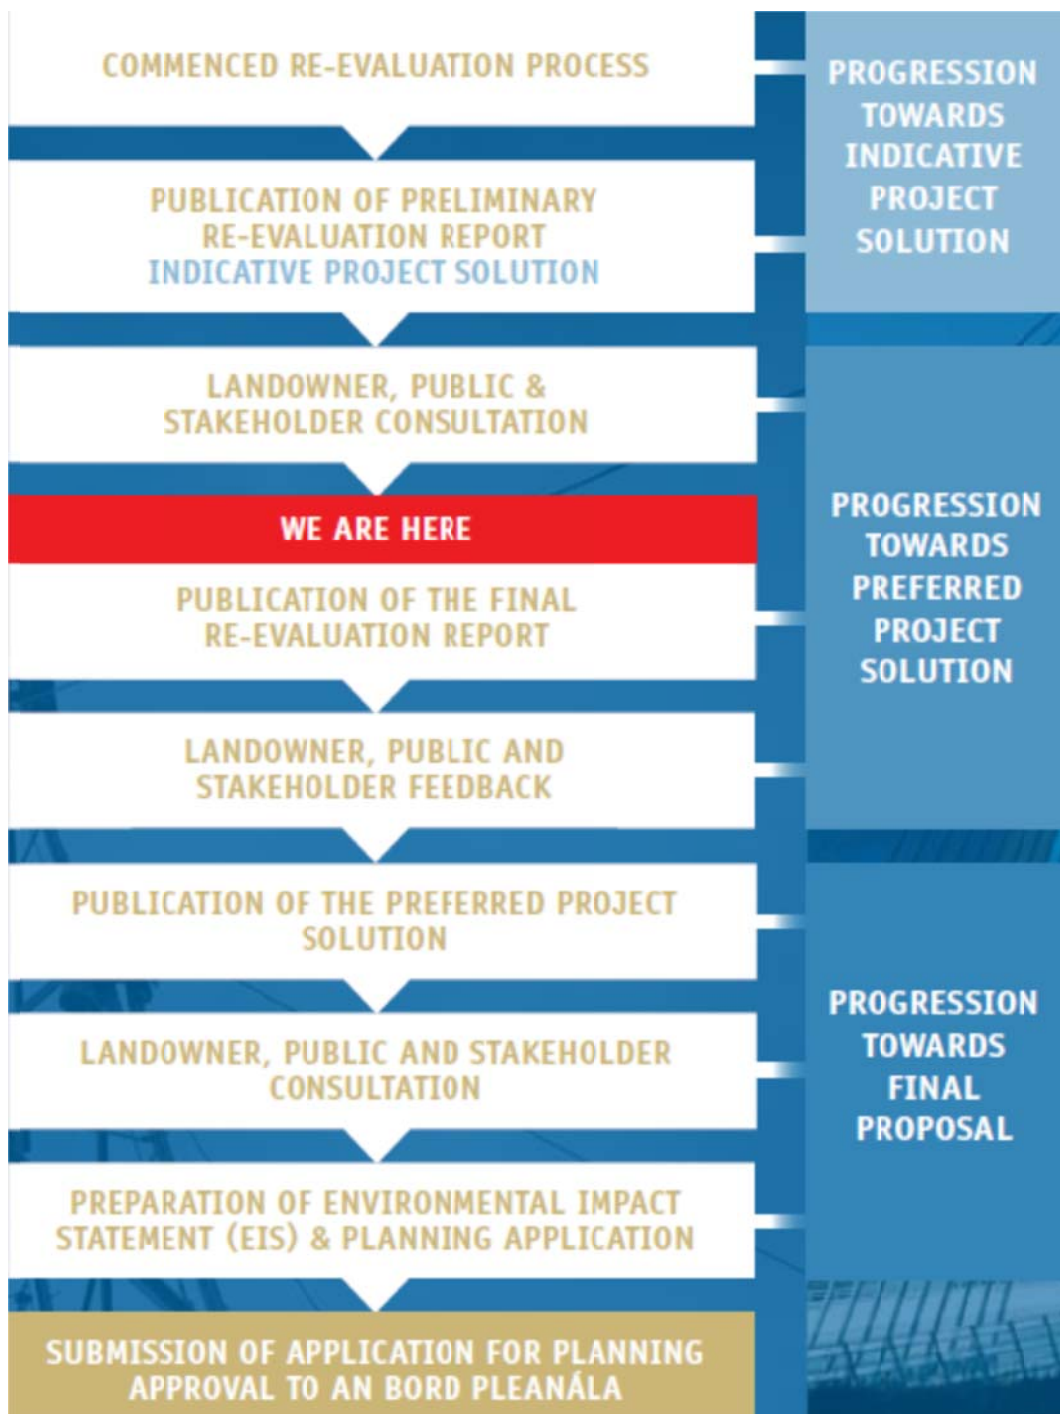 COMMENCED RE-EVALUATION PROCESS
PROGRESSION
TOWARDS
INDICATIVE
PROJECT
SOLUTION
PUBLICATION OF PRELIMINARY
RE-EVALUATION REPORT
INDICATIVE PROJECT SOLUTION
LANDOWNER, PUBLIC &
STAKEHOLDER CONSULTATION
WE ARE HERE
PUBLICATION OF THE FINAL
RE-EVALUATION REPORT
LANDOWNER, PUBLIC AND
STAKEHOLDER FEEDBACK
PROGRESSION
TOWARDS
PREFERRED
PROJECT
SOLUTION
PUBLICATION OF THE PREFERRED PROJECT
SOLUTION
LANDOWNER, PUBLIC AND STAKEHOLDER
CONSULTATION
PREPARATION OF ENVIRONMENTAL IMPACT
STATEMENT (EIS) & PLANNING APPLICATION
PROGRESSION
TOWARDS
FINAL
PROPOSAL
SUBMISSION OF APPLICATION FOR PLANNING
APPROVAL TO AN BORD PLEANÁLA